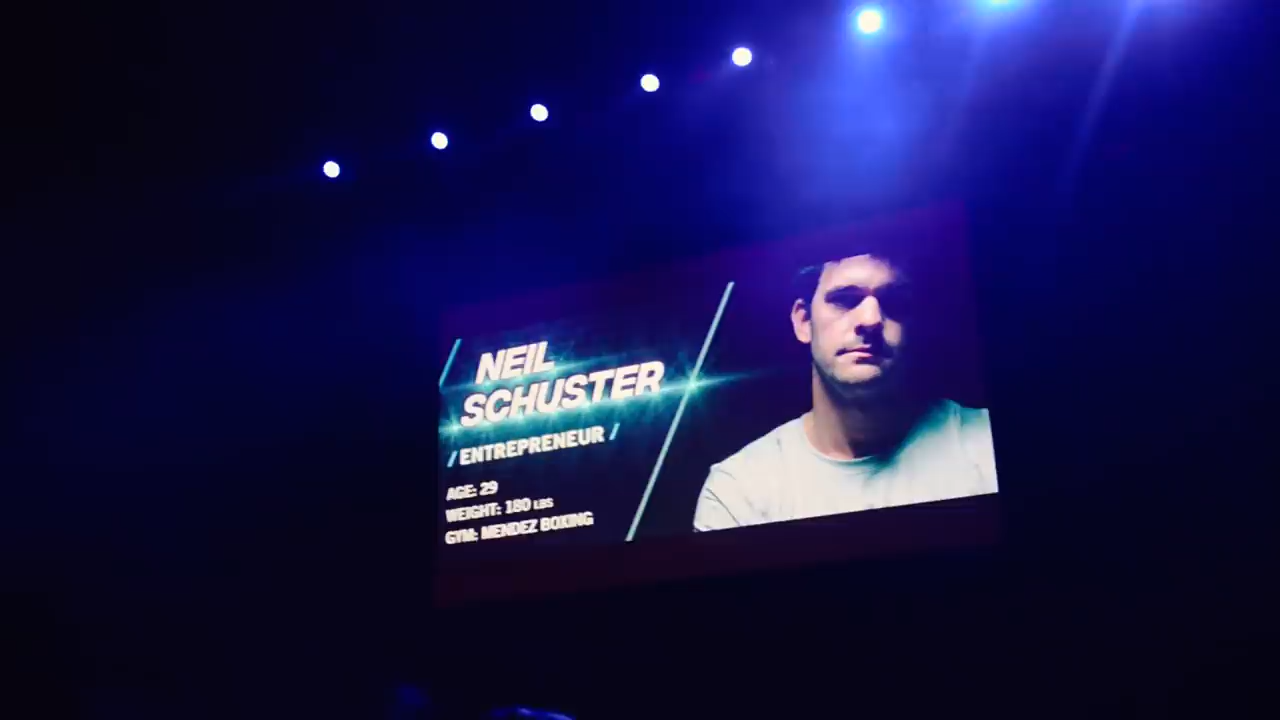 NEIL
SCHUSTER
/ENTREPRENEUR/
AGE: 29
WEIGHT: 180 LBS
GYM: MENDEZ BOXING